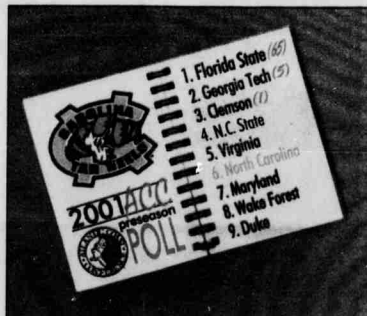 CAROLINA
2001 ACC
preseason
POLL
1. Florida State (65)
2. Georgia Tech (5)
3. Clemson (1)
4. N.C. State
5. Virginia
6. North Carolina
7. Maryland
8. Wake Forest
9. Duke